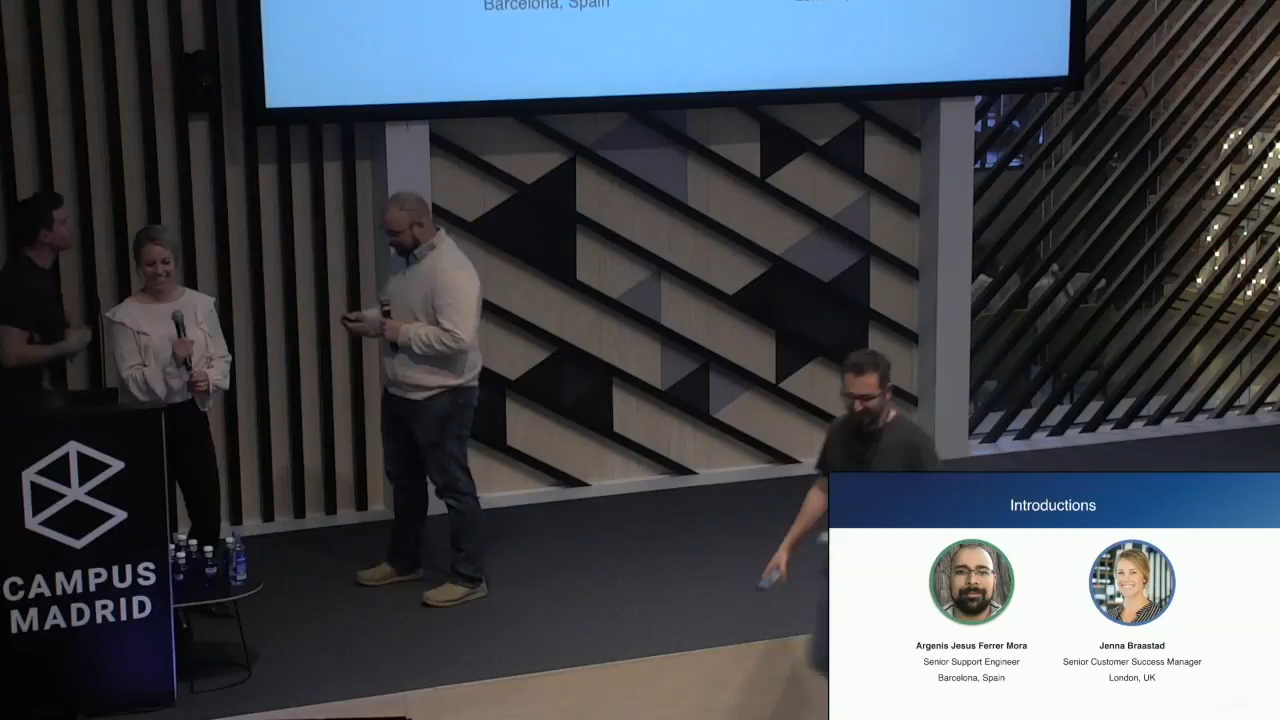 Barcelona, Spain
CAMPUS
MADRID
Introductions
Argenis Jesus Ferrer Mora
Senior Support Engineer
Barcelona, Spain
Jenna Braastad
Senior Customer Success Manager
London, UK